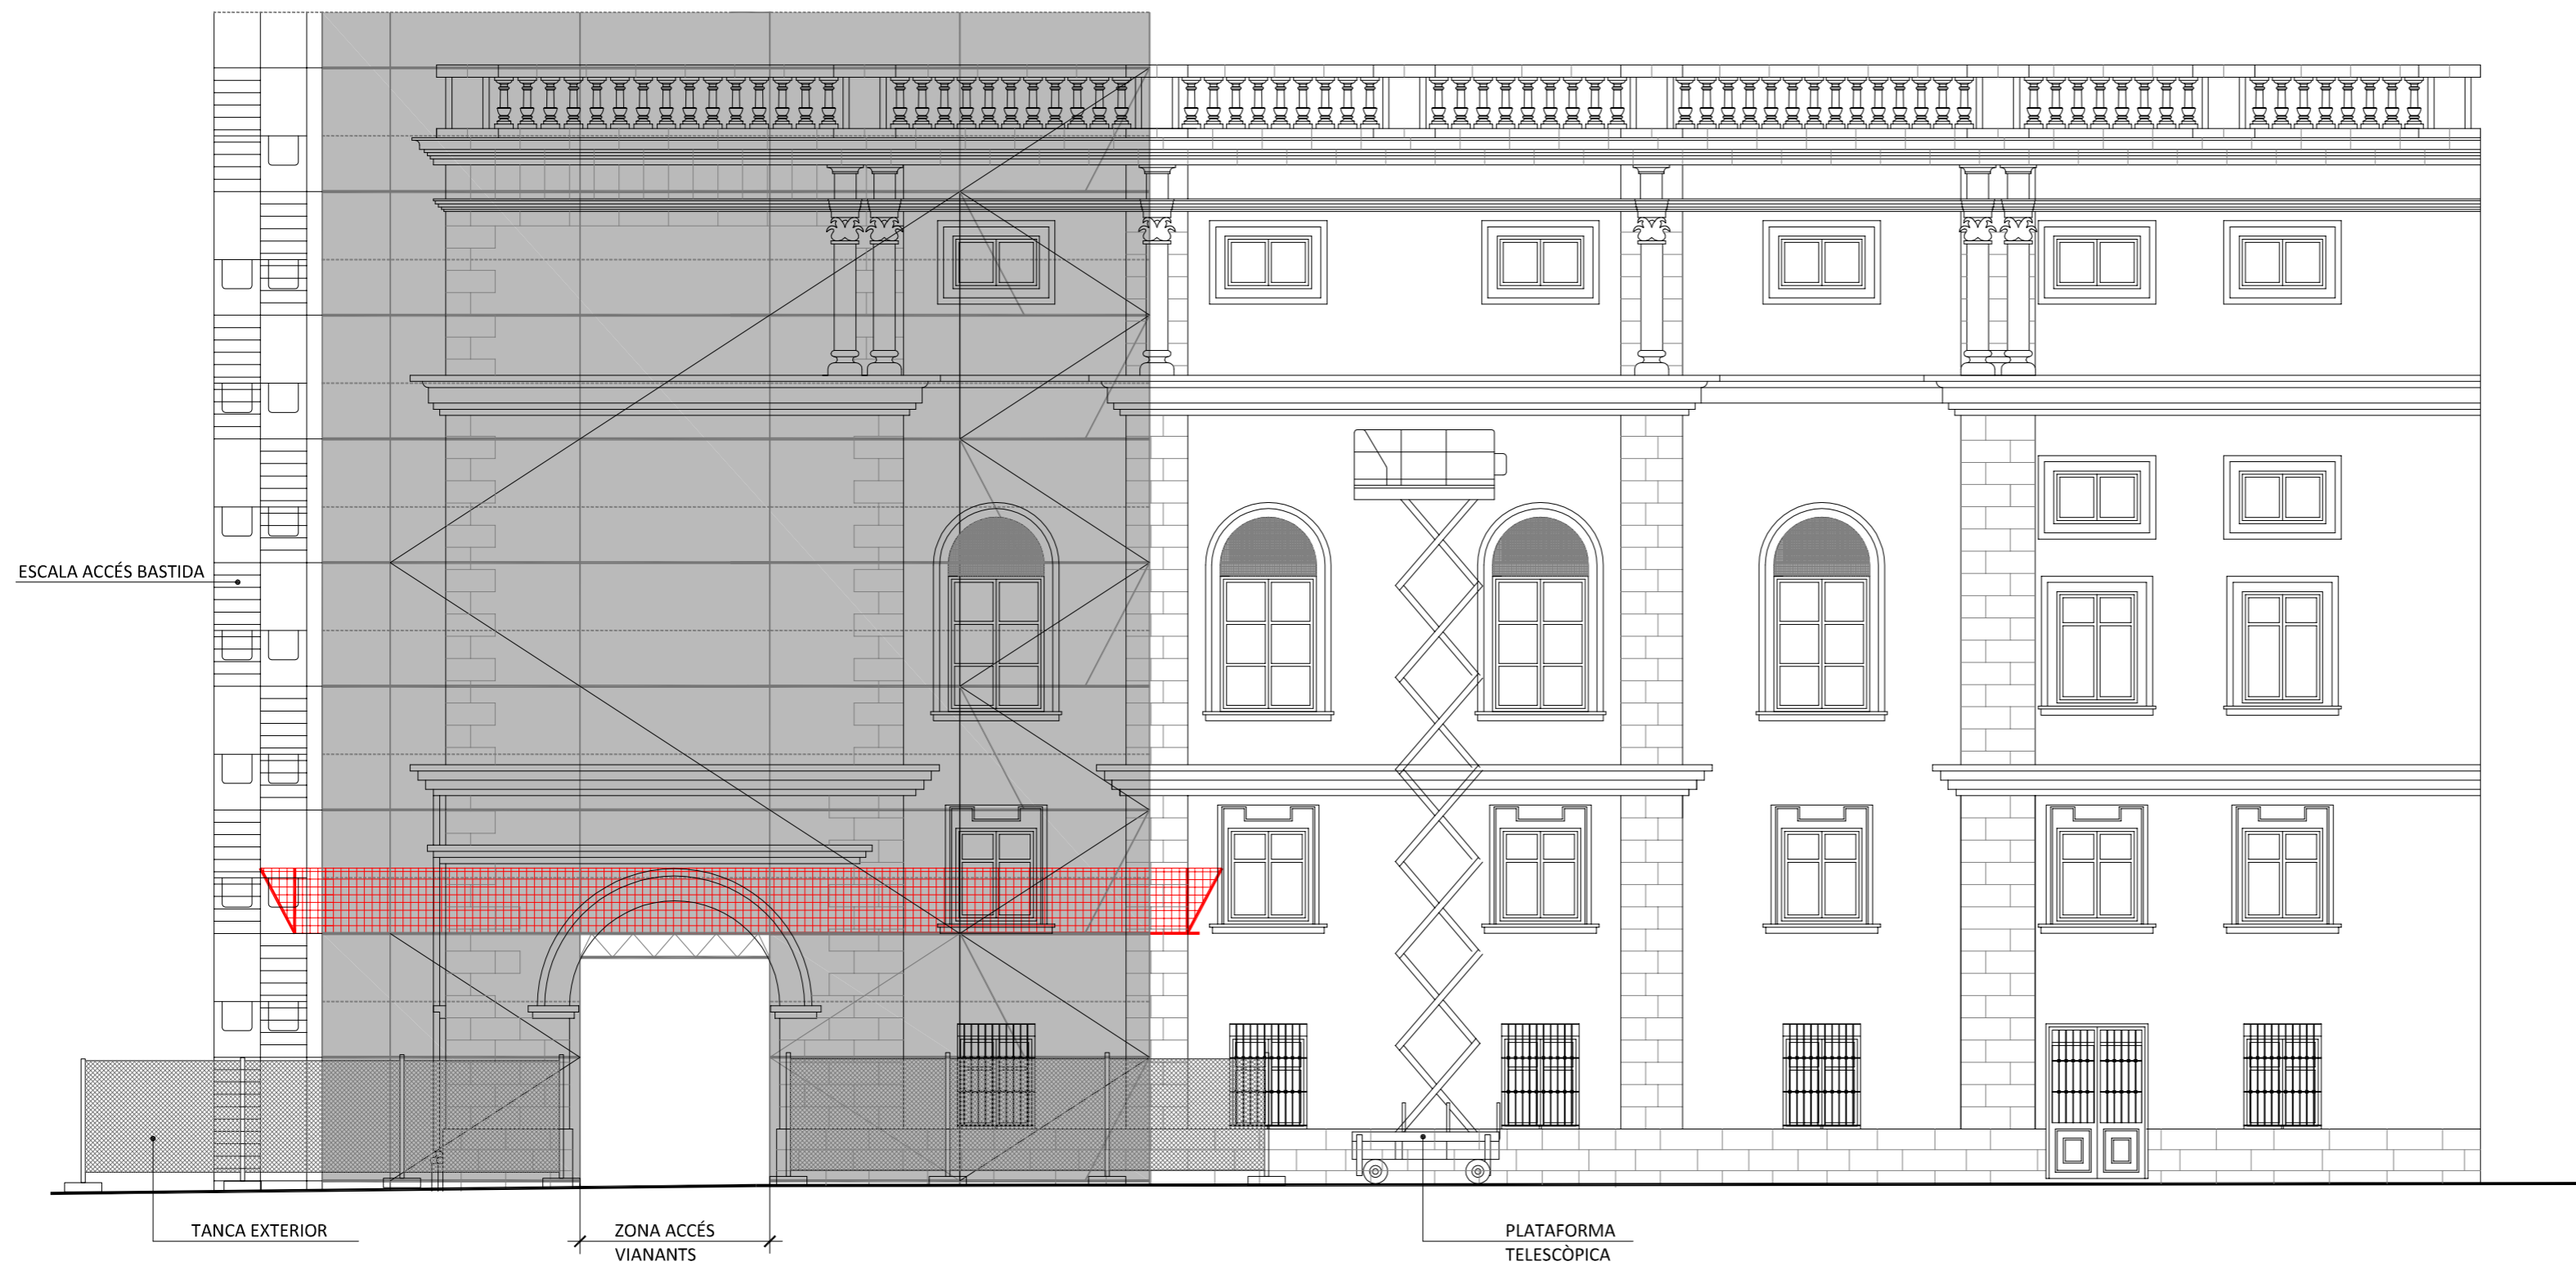 ESCALA ACCÉS BASTIDA
TANCA EXTERIOR
ZONA ACCÉS
VIANANTS
PLATAFORMA
TELESCÒPICA